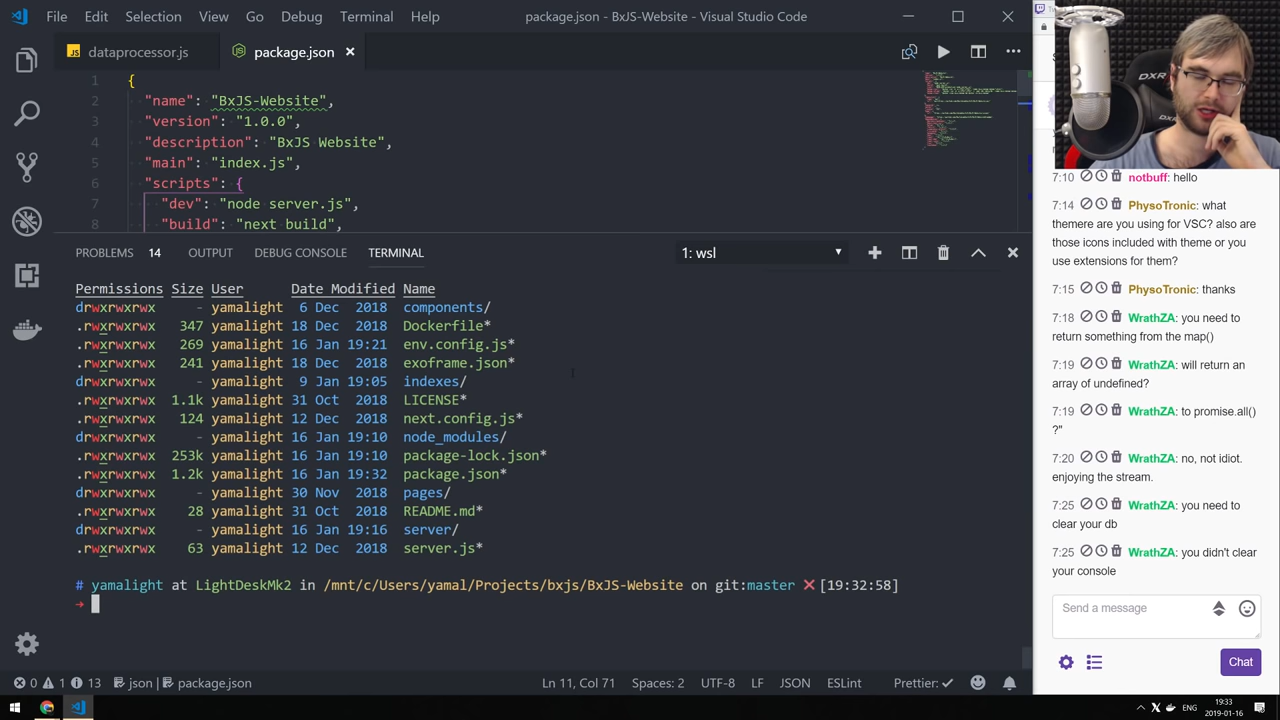 File Edit Selection View Go Debug Terminal Help
package.json - BxJS-Website - Visual Studio Code
dataprocessor.js package.json
1 {
2 "name": "BxJS-Website",
3 "version": "1.0.0",
4 "description": "BxJS Website",
5 "main": "index.js",
6 "scripts": {
7 "dev": "node server.js",
8 "build": "next build",
PROBLEMS 14 OUTPUT DEBUG CONSOLE TERMINAL
1: wsl
Permissions Size User Date Modified Name
drwxrwxrwx - yamalight 6 Dec 2018 components/
.rwxrwxrwx 347 yamalight 18 Dec 2018 Dockerfile*
.rwxrwxrwx 269 yamalight 16 Jan 19:21 env.config.js*
.rwxrwxrwx 241 yamalight 18 Dec 2018 exoframe.json*
drwxrwxrwx - yamalight 9 Jan 19:05 indexes/
.rwxrwxrwx 1.1k yamalight 31 Oct 2018 LICENSE*
.rwxrwxrwx 124 yamalight 12 Dec 2018 next.config.js*
drwxrwxrwx - yamalight 16 Jan 19:10 node_modules/
.rwxrwxrwx 253k yamalight 16 Jan 19:10 package-lock.json*
.rwxrwxrwx 1.2k yamalight 16 Jan 19:10 package.json*
drwxrwxrwx - yamalight 30 Nov 2018 pages/
.rwxrwxrwx 28 yamalight 31 Oct 2018 README.md*
drwxrwxrwx - yamalight 16 Jan 19:16 server/
.rwxrwxrwx 63 yamalight 12 Dec 2018 server.js*
# yamalight at LightDeskMk2 in /mnt/c/Users/yamal/Projects/bxjs/BxJS-Website on git:master ❌ [19:32:58]
➜
0 1 13 json package.json
Ln 11, Col 71 Spaces: 2 UTF-8 LF JSON ESLint Prettier: ✓
DXR
DXR
7:10 notbuff: hello
7:14 PhysoTronic: what
themere are you using for VSC? also are
those icons included with theme or you
use extensions for them?
7:15 PhysoTronic: thanks
7:18 WrathZA: you need to
return something from the map()
7:19 WrathZA: will return an
array of undefined?
7:19 WrathZA: to promise.all()
?"
7:20 WrathZA: no, not idiot.
enjoying the stream.
7:25 WrathZA: you need to
clear your db
7:25 WrathZA: you didn't clear
your console
Send a message
Chat
ENG
19:33
2019-01-16